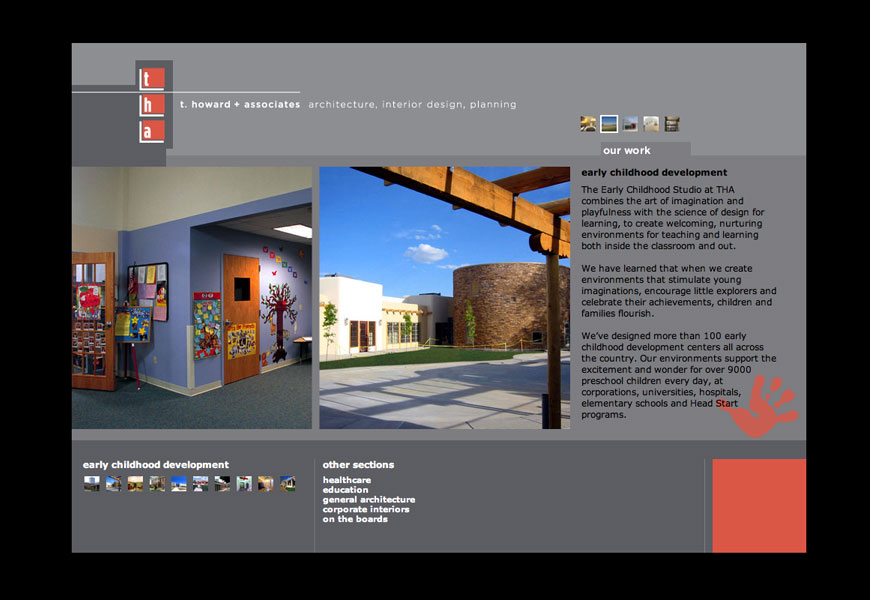 t
h
a
t. howard + associates architecture, interior design, planning
our work
early childhood development
The Early Childhood Studio at THA
combines the art of imagination and
playfulness with the science of design for
learning, to create welcoming, nurturing
environments for teaching and learning
both inside the classroom and out.
We have learned that when we create
environments that stimulate young
imaginations, encourage little explorers and
celebrate their achievements, children and
families flourish.
We've designed more than 100 early
childhood development centers all across
the country. Our environments support the
excitement and wonder for over 9000
preschool children every day, at
corporations, universities, hospitals,
elementary schools and Head Start
programs.
early childhood development
other sections
healthcare
education
general architecture
corporate interiors
on the boards